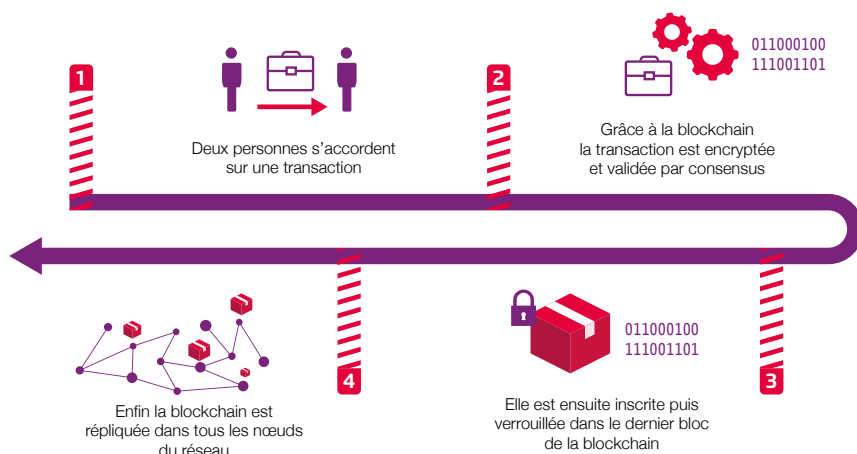 1
Deux personnes s'accordent
sur une transaction
2
011000100
111001101
Grâce à la blockchain
la transaction est encryptée
et validée par consensus
3
011000100
111001101
Elle est ensuite inscrite puis
verrouillée dans le dernier bloc
de la blockchain
4
Enfin la blockchain est
répliquée dans tous les nœuds
du réseau